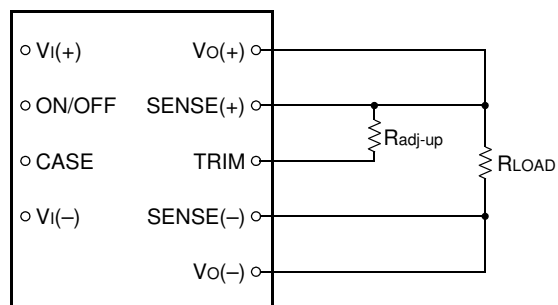 VI(+) VO(+)
ON/OFF SENSE(+)
Radj-up
CASE TRIM
RLOAD
VI(–) SENSE(–)
VO(–)